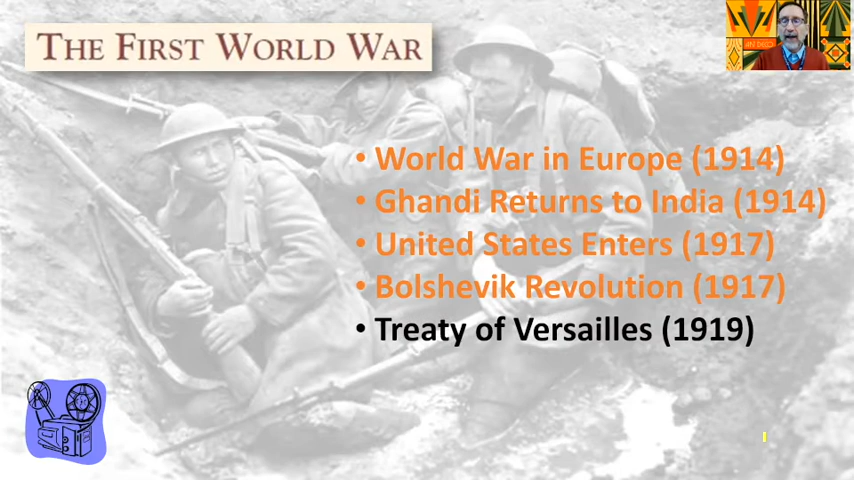 THE FIRST WORLD WAR
• World War in Europe (1914)
• Ghandi Returns to India (1914)
• United States Enters (1917)
• Bolshevik Revolution (1917)
• Treaty of Versailles (1919)